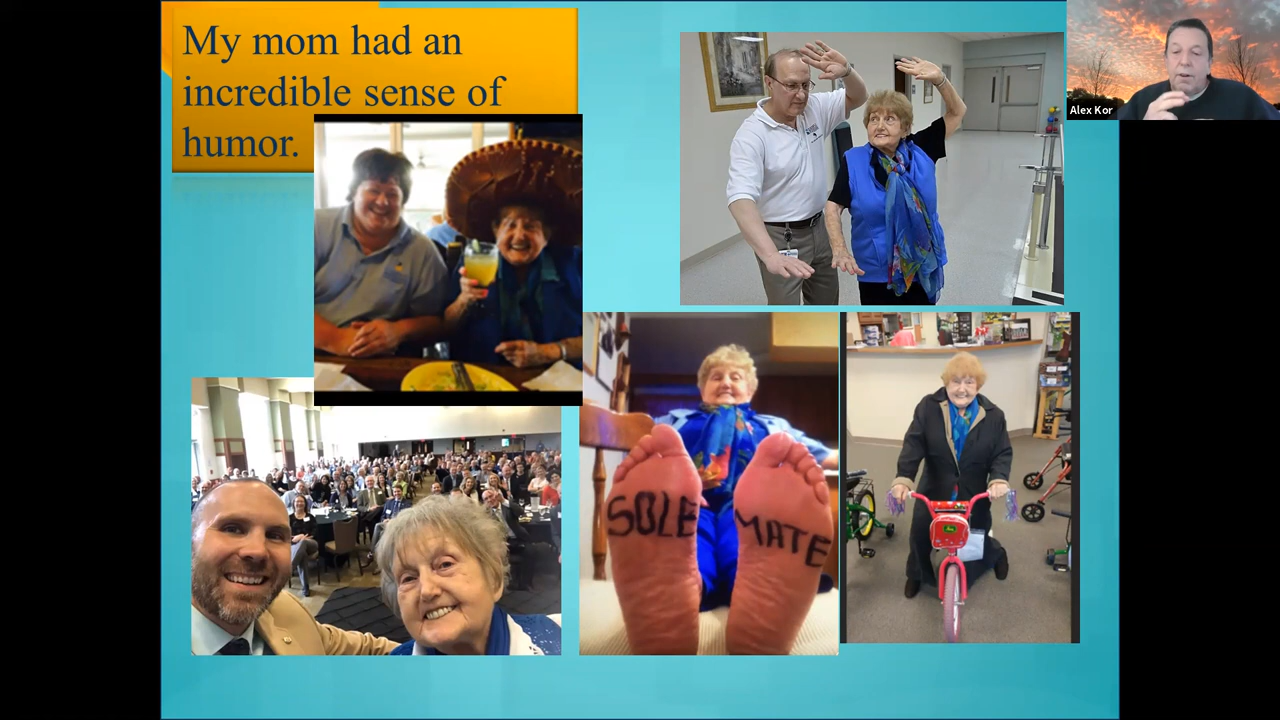 My mom had an
incredible sense of
humor.
Alex Kor
SOLE
MATE